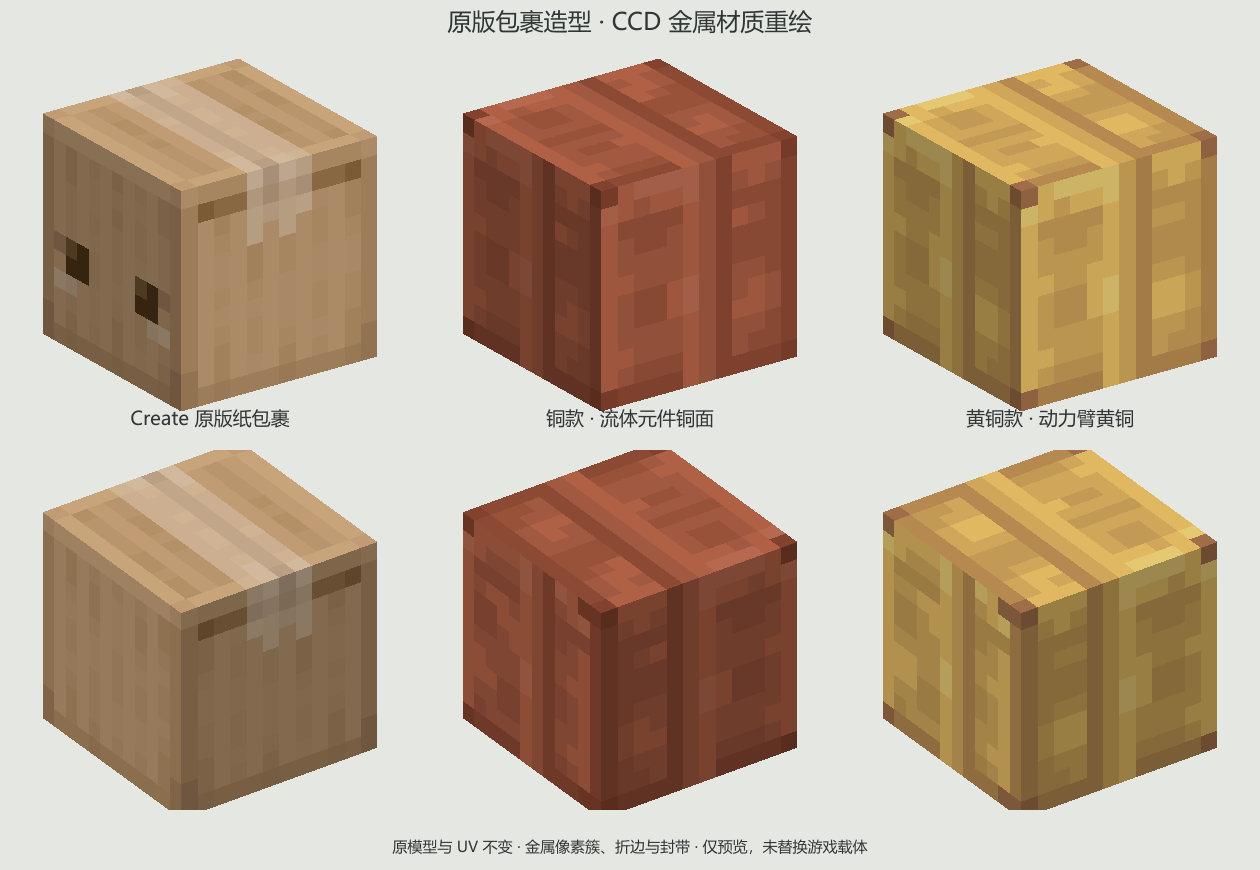 原版包裹造型 · CCD 金属材质重绘
Create 原版纸包裹
铜款 · 流体元件铜面
黄铜款 · 动力臂黄铜
原模型与 UV 不变 · 金属像素簇、折边与封带 · 仅预览，未替换游戏载体